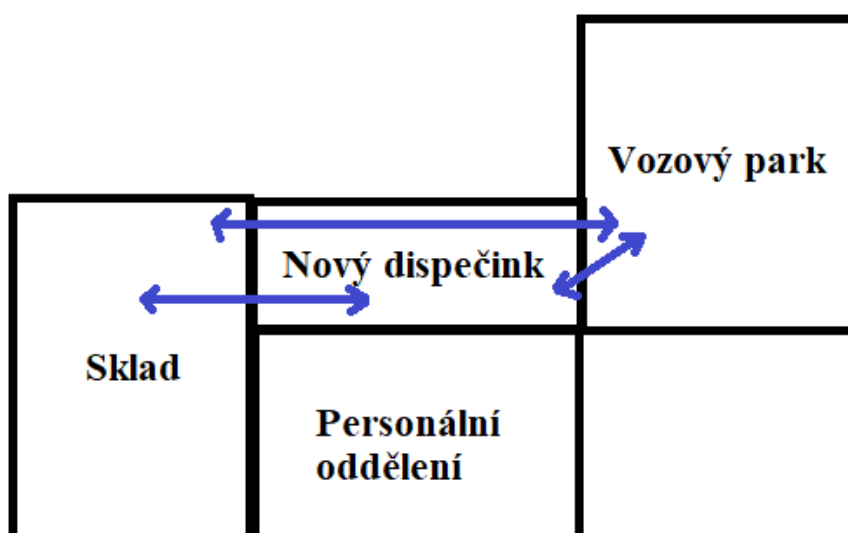 Vozový park
Nový dispečink
Sklad
Personální
oddělení